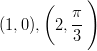 (1, 0), (2, π/3)